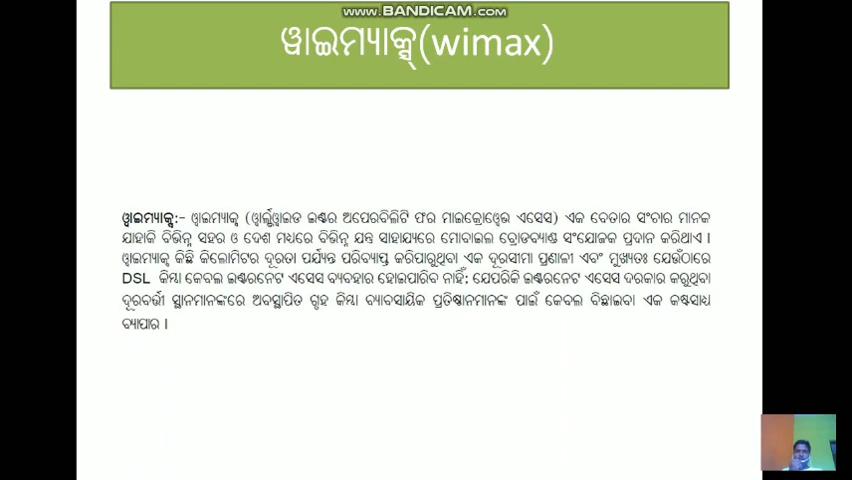 www.BANDICAM.com
ୱାଇମ୍ୟାକ୍ସ(wimax)
ୱାଇମ୍ୟାକ୍ସ:- ୱାଇମ୍ୟାକ୍ସ (ୱାର୍ଲ୍ଡୱାଇଡ ଇଣ୍ଟର ଅପେରବିଲିଟି ଫର ମାଇକ୍ରୋୱେଭ ଏସେସ) ଏକ ବେତାର ସଂଚାର ମାନକ
ଯାହାକି ବିଭିନ୍ନ ସହର ଓ ଦେଶ ମଧ୍ୟରେ ବିଭିନ୍ନ ଯନ୍ତ୍ର ସାହାଯ୍ୟରେ ମୋବାଇଲ ବ୍ରୋଡବ୍ୟାଣ୍ଡ ସଂଯୋଜକ ପ୍ରଦାନ କରିଥାଏ ।
ୱାଇମ୍ୟାକ୍ସ କିଛି କିଲୋମିଟର ଦୂରତା ପର୍ଯ୍ୟନ୍ତ ପରିବ୍ୟାପ୍ତ କରିପାରୁଥିବା ଏକ ଦୂରସୀମା ପ୍ରଣାଳୀ ଏବଂ ମୁଖ୍ୟତଃ ଯେଉଁଠାରେ
DSL କିମ୍ୱା କେବଲ ଇଣ୍ଟରନେଟ ଏସେସ ବ୍ୟବହାର ହୋଇପାରିବ ନାହିଁ; ଯେପରିକି ଇଣ୍ଟରନେଟ ଏସେସ ଦରକାର କରୁଥିବା
ଦୂରବର୍ତ୍ତୀ ସ୍ଥାନମାନଙ୍କରେ ଅବସ୍ଥାପିତ ଗୃହ କିମ୍ୱା ବ୍ୟାବସାୟିକ ପ୍ରତିଷ୍ଠାନମାନଙ୍କ ପାଇଁ କେବଲ ବିଛାଇବା ଏକ କଷ୍ଟସାଧ୍ୟ
ବ୍ୟାପାର ।